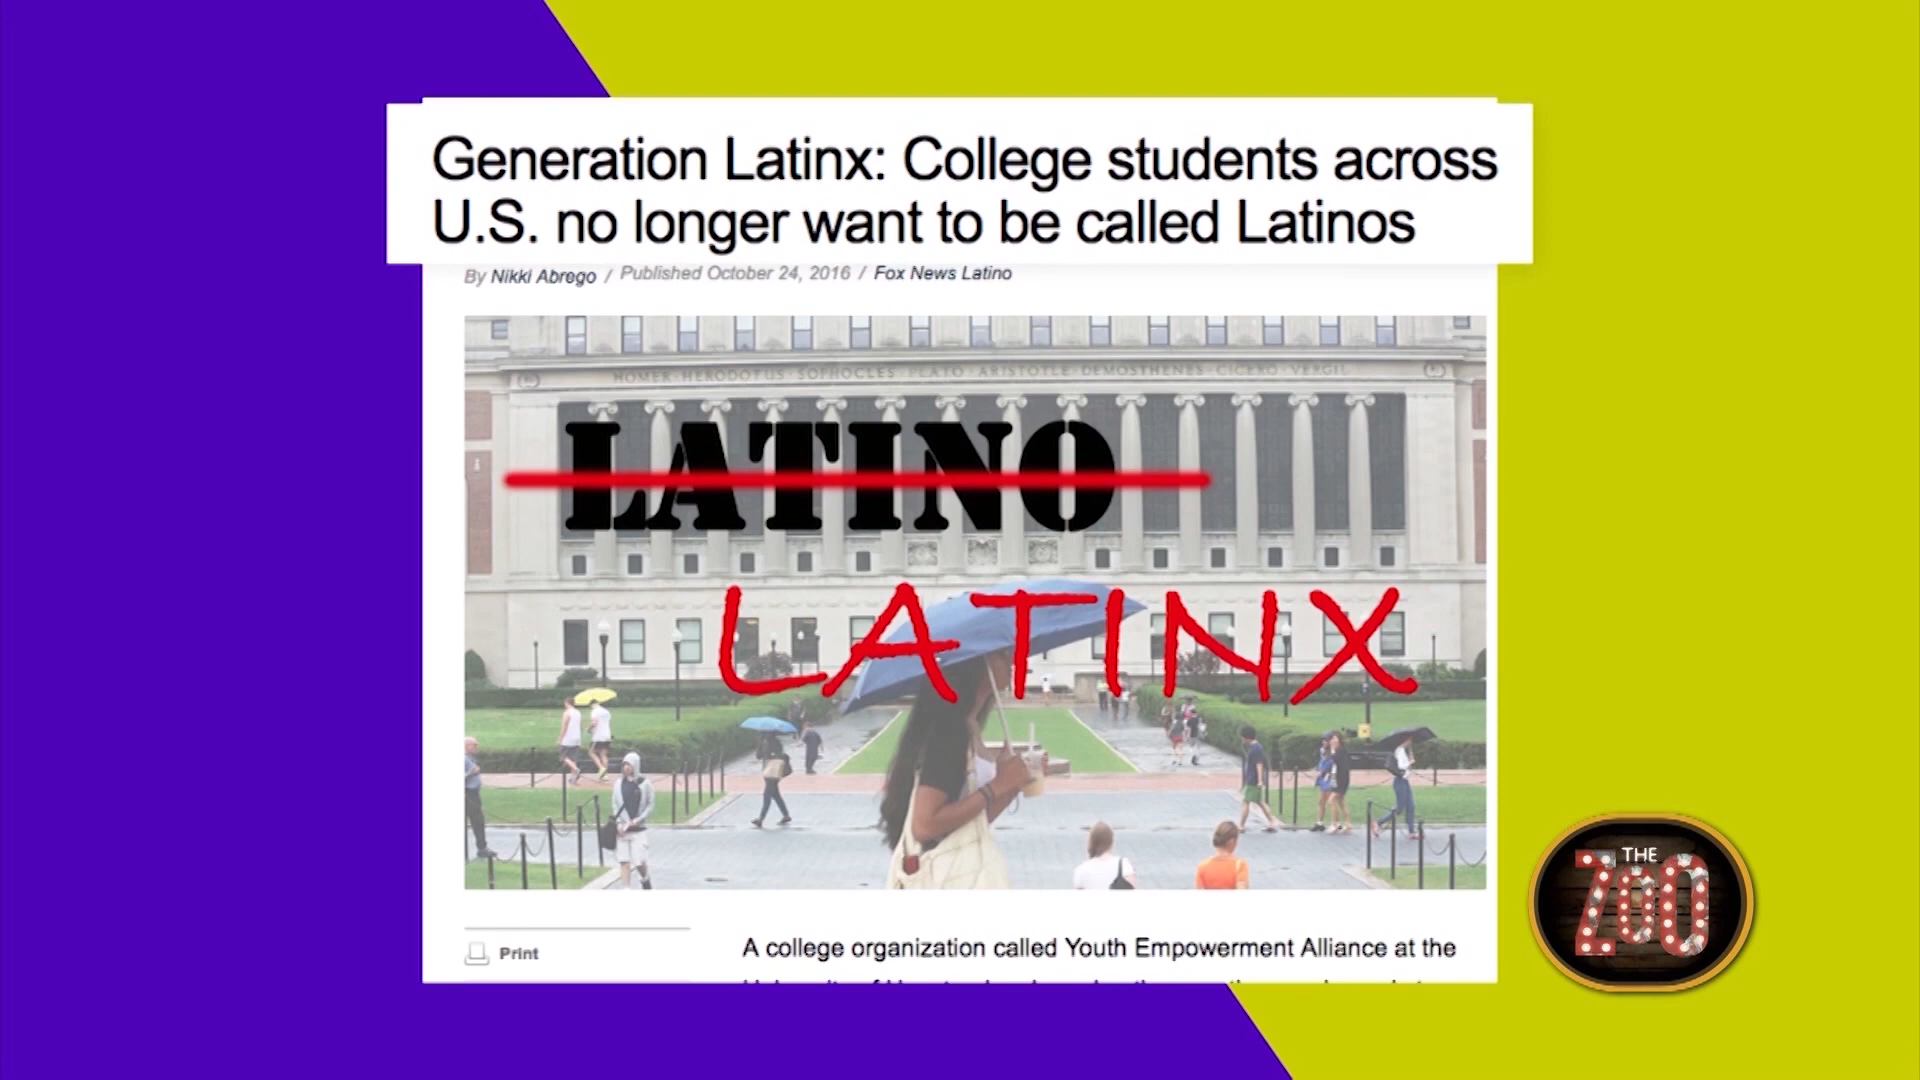 Generation Latinx: College students across
U.S. no longer want to be called Latinos
By Nikki Abrego / Published October 24, 2016 / Fox News Latino
HOMER · HERODOTUS · SOPHOCLES · PLATO · ARISTOTLE · DEMOSTHENES · CICERO · VERGIL
LATINO
LATINX
THE
ZOO
Print
A college organization called Youth Empowerment Alliance at the